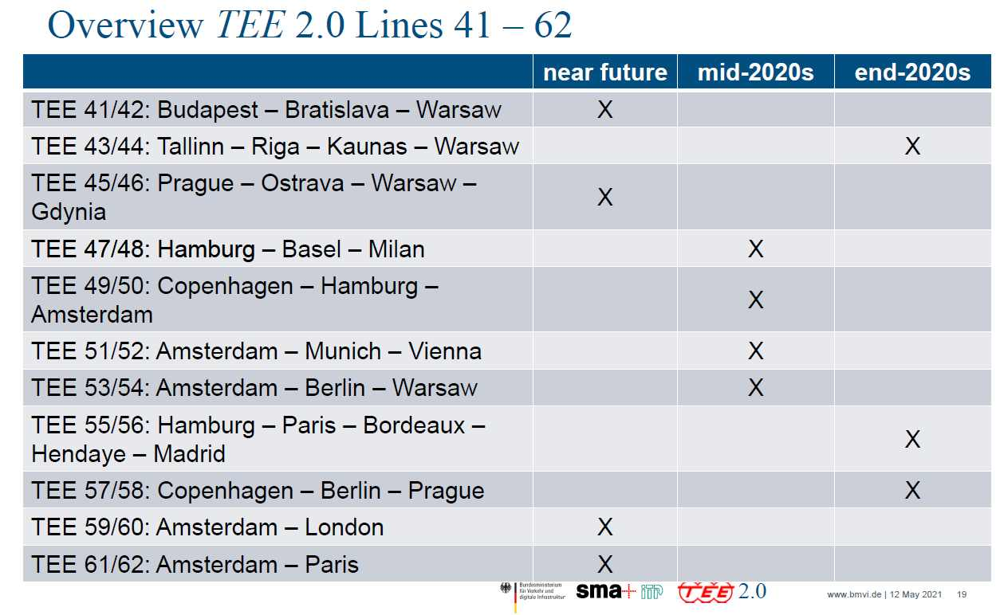 Overview TEE 2.0 Lines 41 – 62
near future mid-2020s end-2020s
TEE 41/42: Budapest – Bratislava – Warsaw X
TEE 43/44: Tallinn – Riga – Kaunas – Warsaw X
TEE 45/46: Prague – Ostrava – Warsaw –
Gdynia
X
TEE 47/48: Hamburg – Basel – Milan X
TEE 49/50: Copenhagen – Hamburg –
Amsterdam
X
TEE 51/52: Amsterdam – Munich – Vienna X
TEE 53/54: Amsterdam – Berlin – Warsaw X
TEE 55/56: Hamburg – Paris – Bordeaux –
Hendaye – Madrid
X
TEE 57/58: Copenhagen – Berlin – Prague X
TEE 59/60: Amsterdam – London X
TEE 61/62: Amsterdam – Paris X
Bundesministerium
für Verkehr und
digitale Infrastruktur
sma+ itp TEE 2.0
www.bmvi.de | 12 May 2021 19